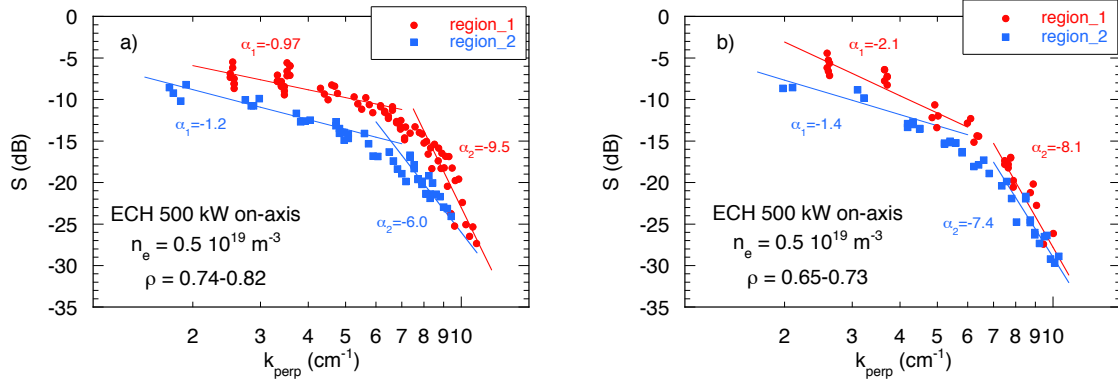 a)
region_1
region_2
α1=-0.97
α1=-1.2
α2=-9.5
α2=-6.0
ECH 500 kW on-axis
ne = 0.5 10^19 m^-3
ρ = 0.74-0.82
S (dB)
5
0
-5
-10
-15
-20
-25
-30
-35
2 3 4 5 6 7 8 9 10
kperp (cm^-1)
b)
region_1
region_2
α1=-2.1
α1=-1.4
α2=-8.1
α2=-7.4
ECH 500 kW on-axis
ne = 0.5 10^19 m^-3
ρ = 0.65-0.73
S (dB)
5
0
-5
-10
-15
-20
-25
-30
-35
2 3 4 5 6 7 8 9 10
kperp (cm^-1)